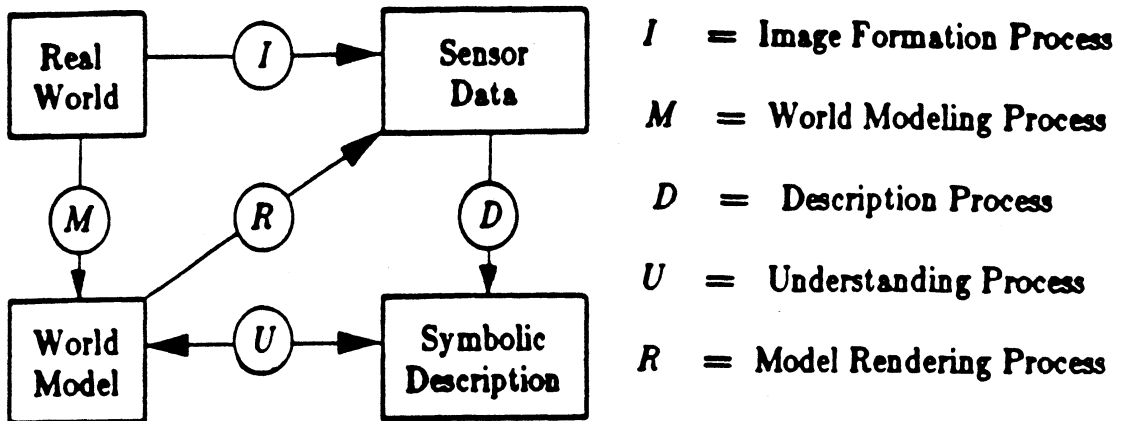 Real
World
I
Sensor
Data
M
R
D
World
Model
U
Symbolic
Description
I = Image Formation Process
M = World Modeling Process
D = Description Process
U = Understanding Process
R = Model Rendering Process